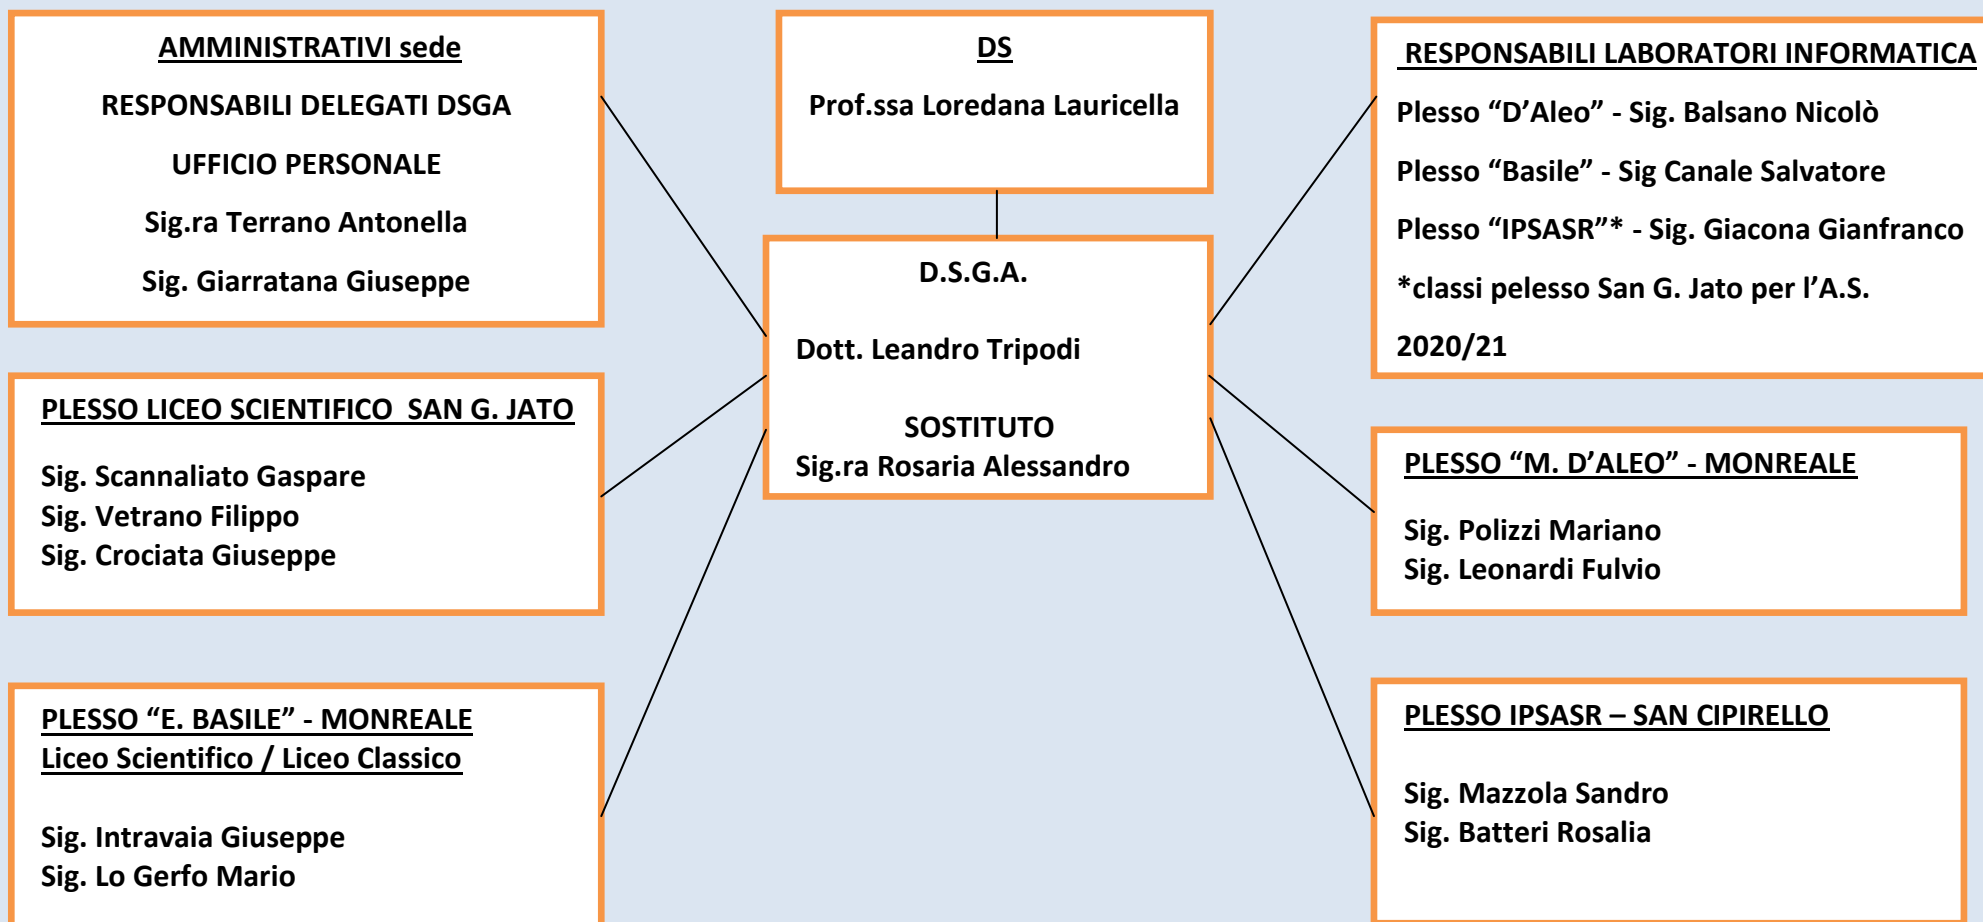 AMMINISTRATIVI sede
RESPONSABILI DELEGATI DSGA
UFFICIO PERSONALE
Sig.ra Terrano Antonella
Sig. Giarratana Giuseppe
DS
Prof.ssa Loredana Lauricella
RESPONSABILI LABORATORI INFORMATICA
Plesso “D’Aleo” - Sig. Balsano Nicolò
Plesso “Basile” - Sig Canale Salvatore
Plesso “IPSASR”* - Sig. Giacona Gianfranco
*classi pelesso San G. Jato per l’A.S.
2020/21
D.S.G.A.
Dott. Leandro Tripodi
SOSTITUTO
Sig.ra Rosaria Alessandro
PLESSO LICEO SCIENTIFICO SAN G. JATO
Sig. Scannaliato Gaspare
Sig. Vetrano Filippo
Sig. Crociata Giuseppe
PLESSO “M. D’ALEO” - MONREALE
Sig. Polizzi Mariano
Sig. Leonardi Fulvio
PLESSO “E. BASILE” - MONREALE
Liceo Scientifico / Liceo Classico
Sig. Intravaia Giuseppe
Sig. Lo Gerfo Mario
PLESSO IPSASR – SAN CIPIRELLO
Sig. Mazzola Sandro
Sig. Batteri Rosalia